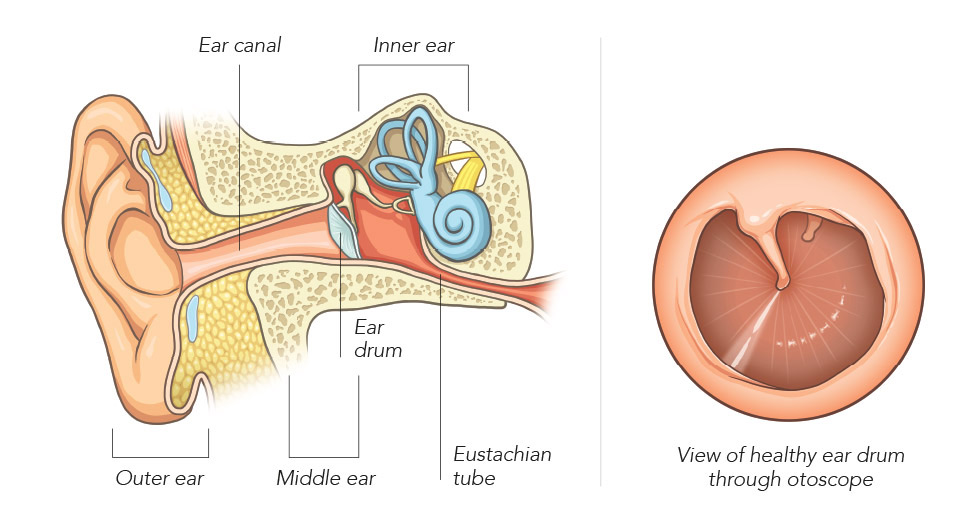 Ear canal
Inner ear
Ear
drum
Outer ear
Middle ear
Eustachian
tube
View of healthy ear drum
through otoscope